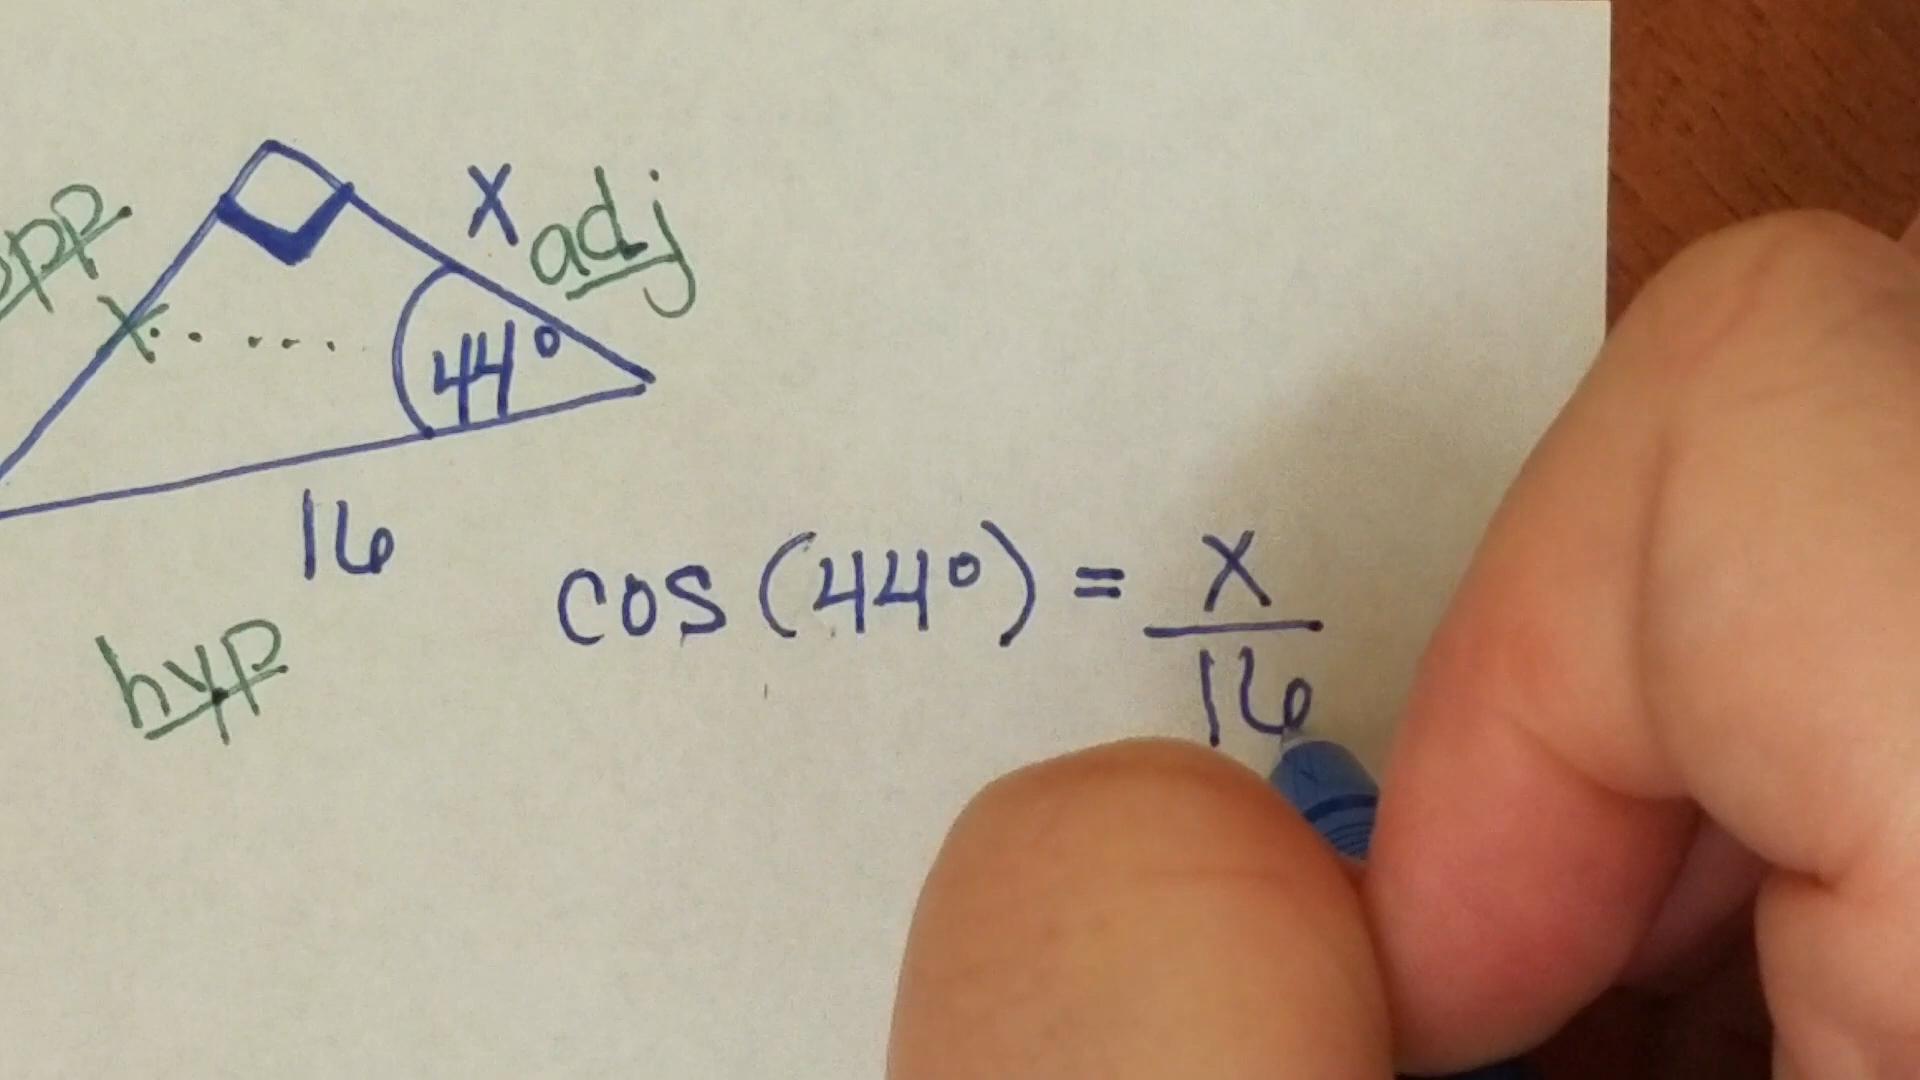 opp
x adj
44°
16
cos (44°) = x
16
hyp